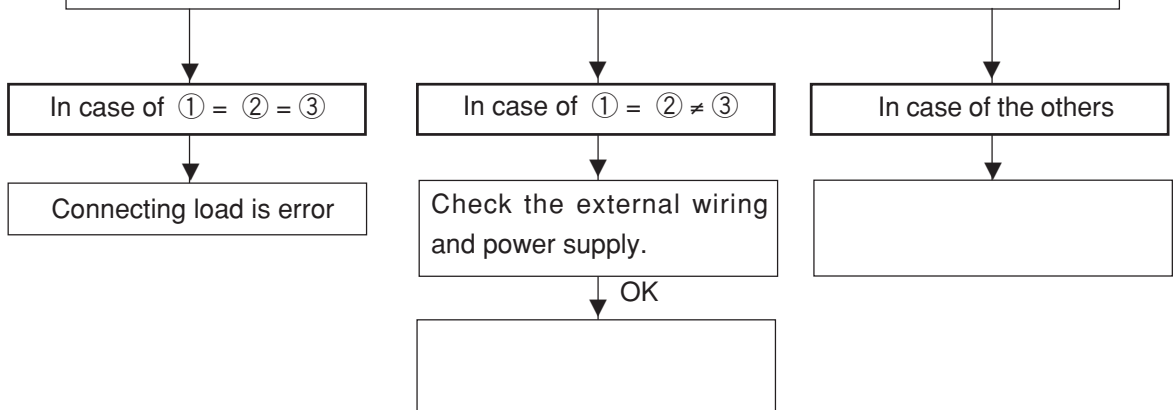 In case of ① = ② = ③
In case of ① = ② ≠ ③
In case of the others
Connecting load is error
Check the external wiring
and power supply.
OK